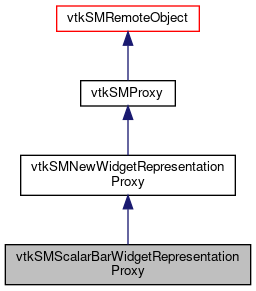 vtkSMRemoteObject
vtkSMProxy
vtkSMNewWidgetRepresentation
Proxy
vtkSMScalarBarWidgetRepresentation
Proxy